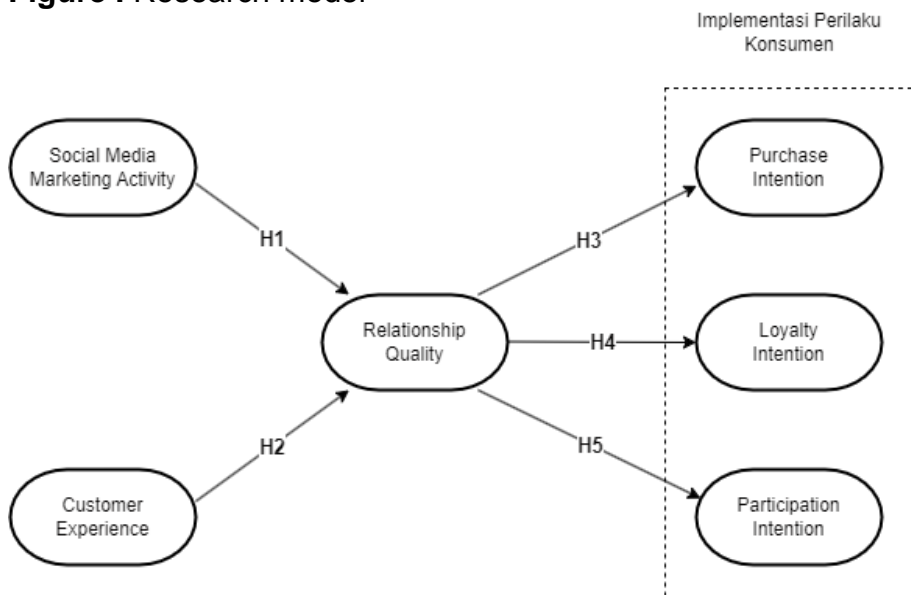 Figure . Research model
Implementasi Perilaku
Konsumen
Social Media
Marketing Activity
Purchase
Intention
H1
H3
Relationship
Quality
H4
Loyalty
Intention
H2
H5
Customer
Experience
Participation
Intention